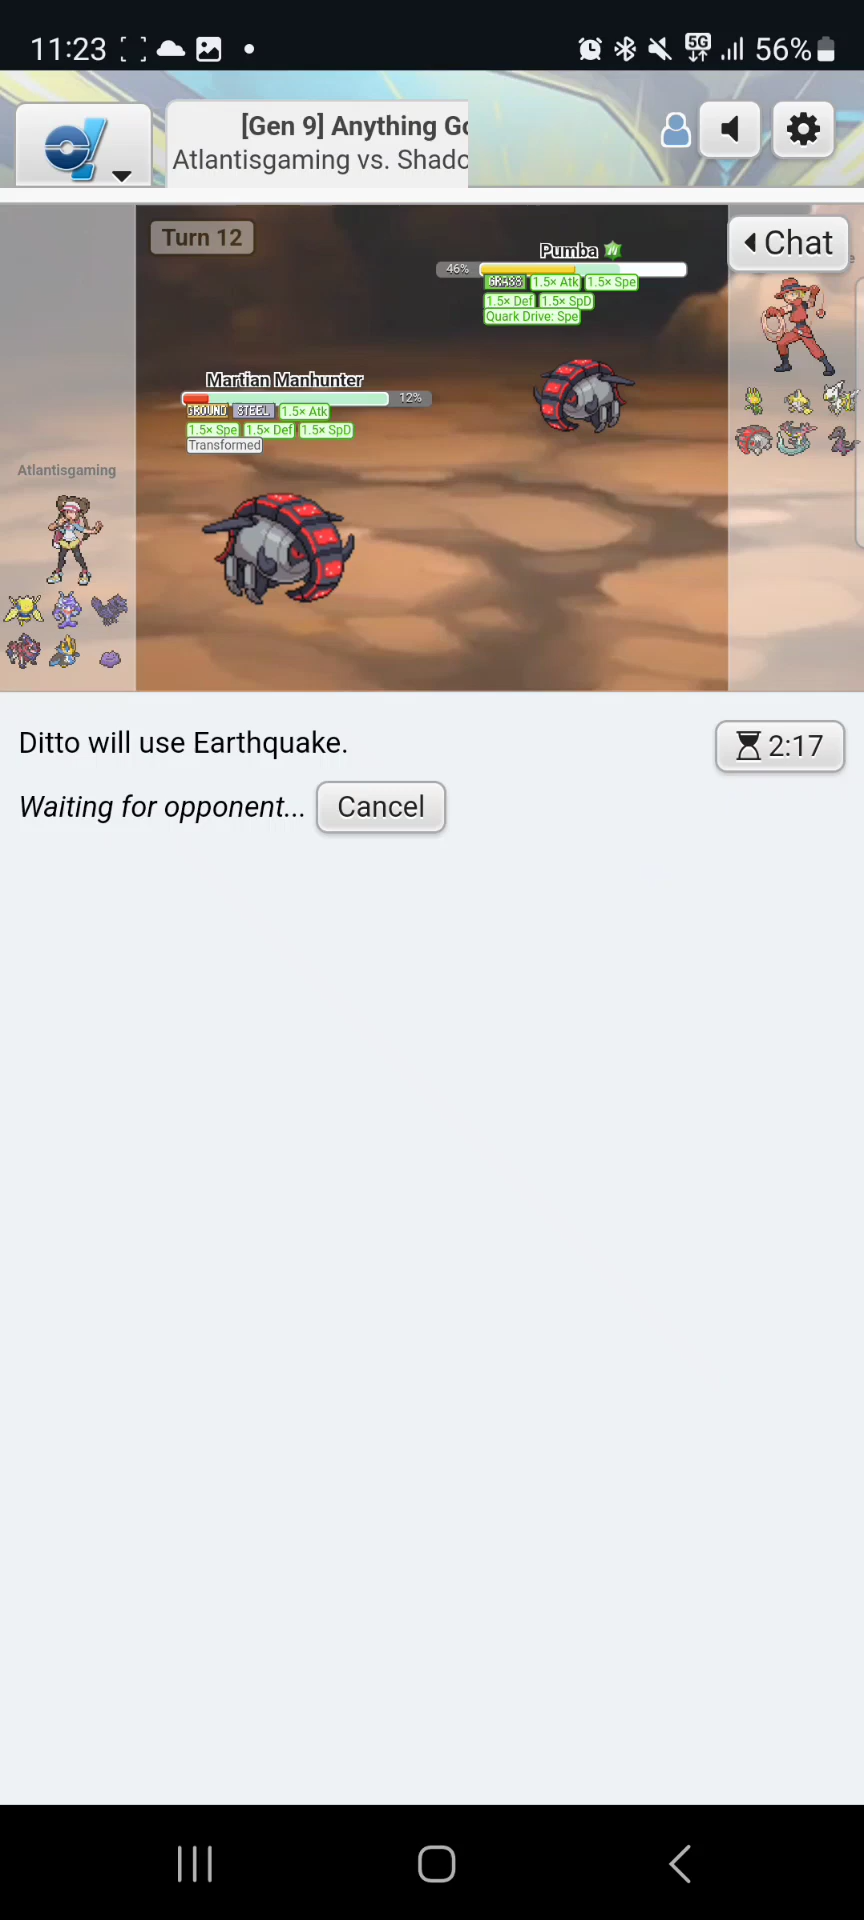 11:23
5G
56%
[Gen 9] Anything Go
Atlantisgaming vs. Shado
Turn 12
Chat
Pumba
46%
GRASS 1.5× Atk 1.5× Spe
1.5× Def 1.5× SpD
Quark Drive: Spe
Martian Manhunter
12%
GROUND STEEL 1.5× Atk
1.5× Spe 1.5× Def 1.5× SpD
Transformed
Atlantisgaming
Ditto will use Earthquake.
2:17
Waiting for opponent... Cancel